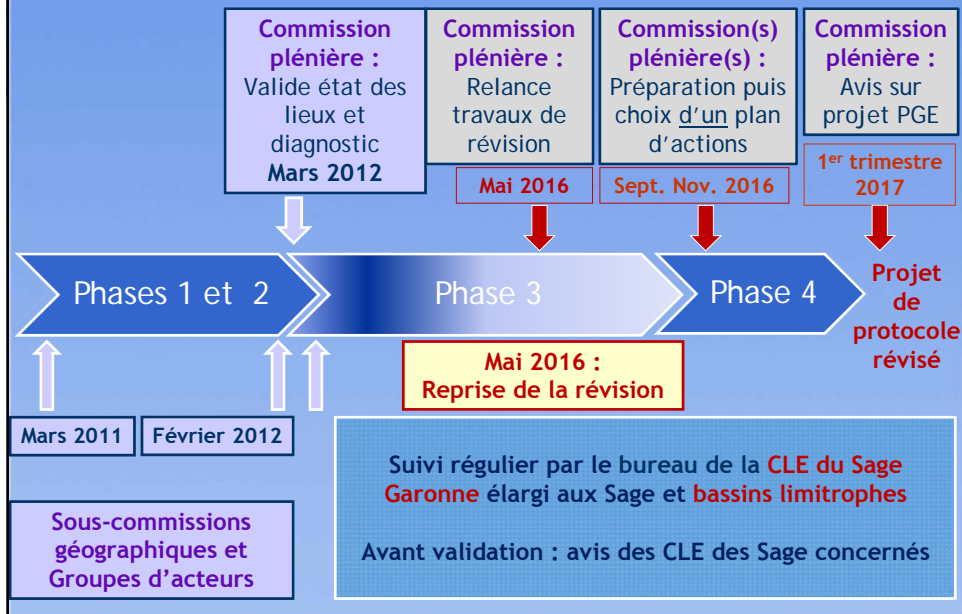 Commission
plénière :
Valide état des
lieux et
diagnostic
Mars 2012
Commission
plénière :
Relance
travaux de
révision
Mai 2016
Commission(s)
plénière(s) :
Préparation puis
choix d'un plan
d'actions
Sept. Nov. 2016
Commission
plénière :
Avis sur
projet PGE
1er trimestre
2017
Phases 1 et 2
Phase 3
Phase 4
Projet
de
protocole
révisé
Mai 2016 :
Reprise de la révision
Mars 2011
Février 2012
Sous-commissions
géographiques et
Groupes d'acteurs
Suivi régulier par le bureau de la CLE du Sage
Garonne élargi aux Sage et bassins limitrophes
Avant validation : avis des CLE des Sage concernés